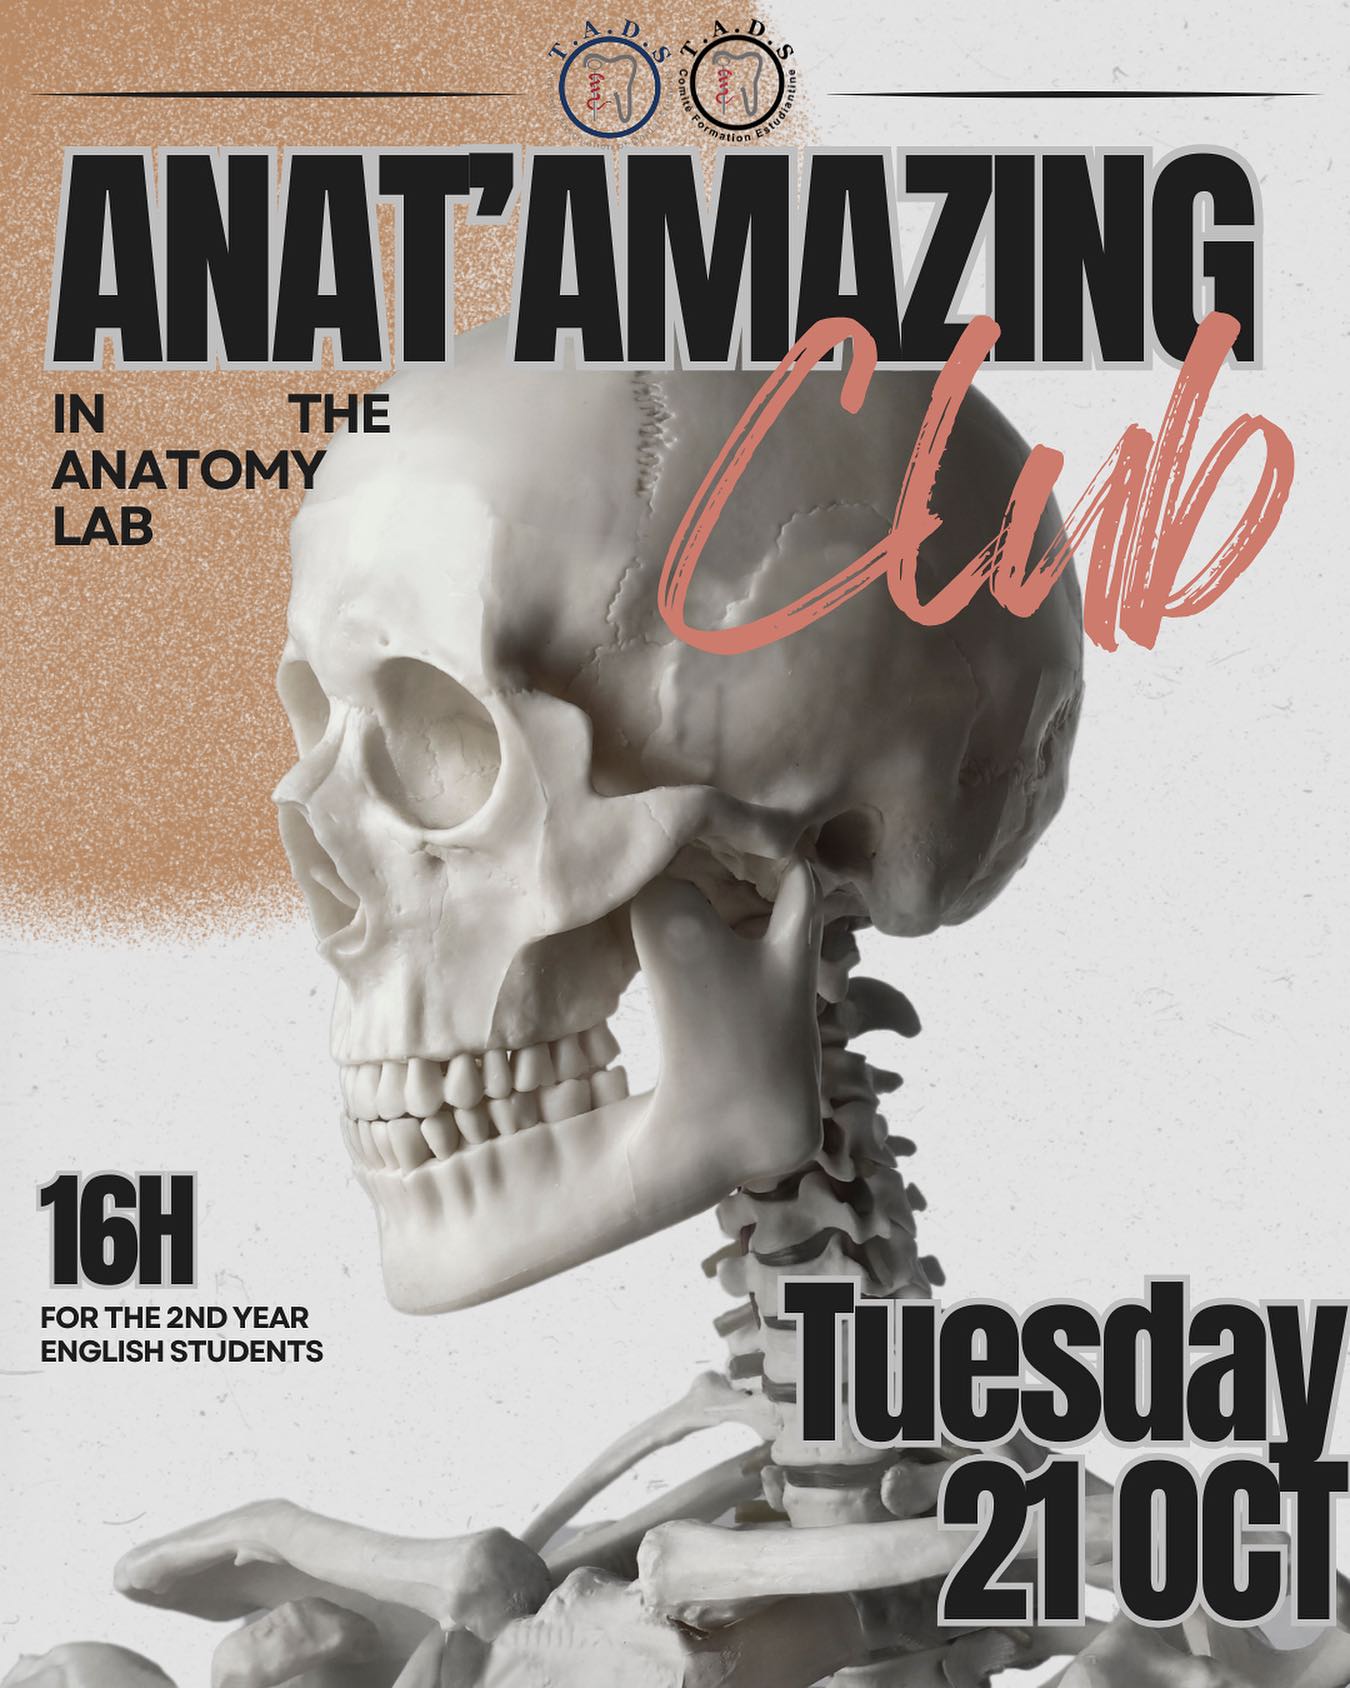 T.A.D.S
T.A.D.S
Comité Formation Estudiantine
ANAT'AMAZING
Club
IN THE
ANATOMY
LAB
16H
FOR THE 2ND YEAR
ENGLISH STUDENTS
Tuesday
21 OCT